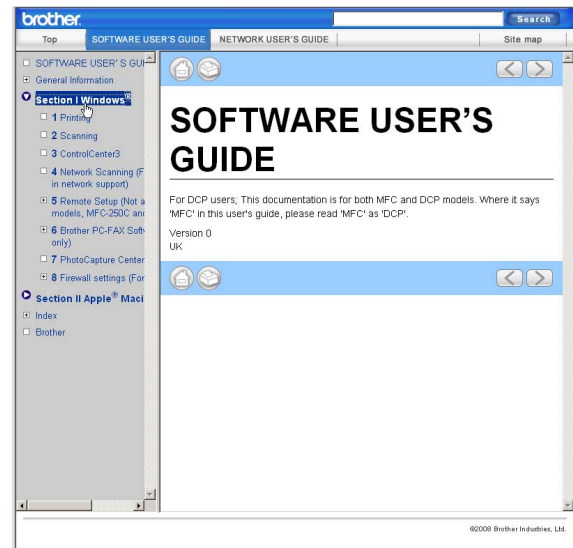 brother.
Search
Top
SOFTWARE USER'S GUIDE
NETWORK USER'S GUIDE
Site map
SOFTWARE USER' S GUI
General Information
Section I Windows®
1 Printing
2 Scanning
3 ControlCenter3
4 Network Scanning (F
in network support)
5 Remote Setup (Not a
models, MFC-250C an
6 Brother PC-FAX Soft
only)
7 PhotoCapture Center
8 Firewall settings (For
Section II Apple® Maci
Index
Brother
SOFTWARE USER’S
GUIDE
For DCP users; This documentation is for both MFC and DCP models. Where it says
'MFC' in this user's guide, please read 'MFC' as 'DCP'.
Version 0
UK
©2008 Brother Industries, Ltd.